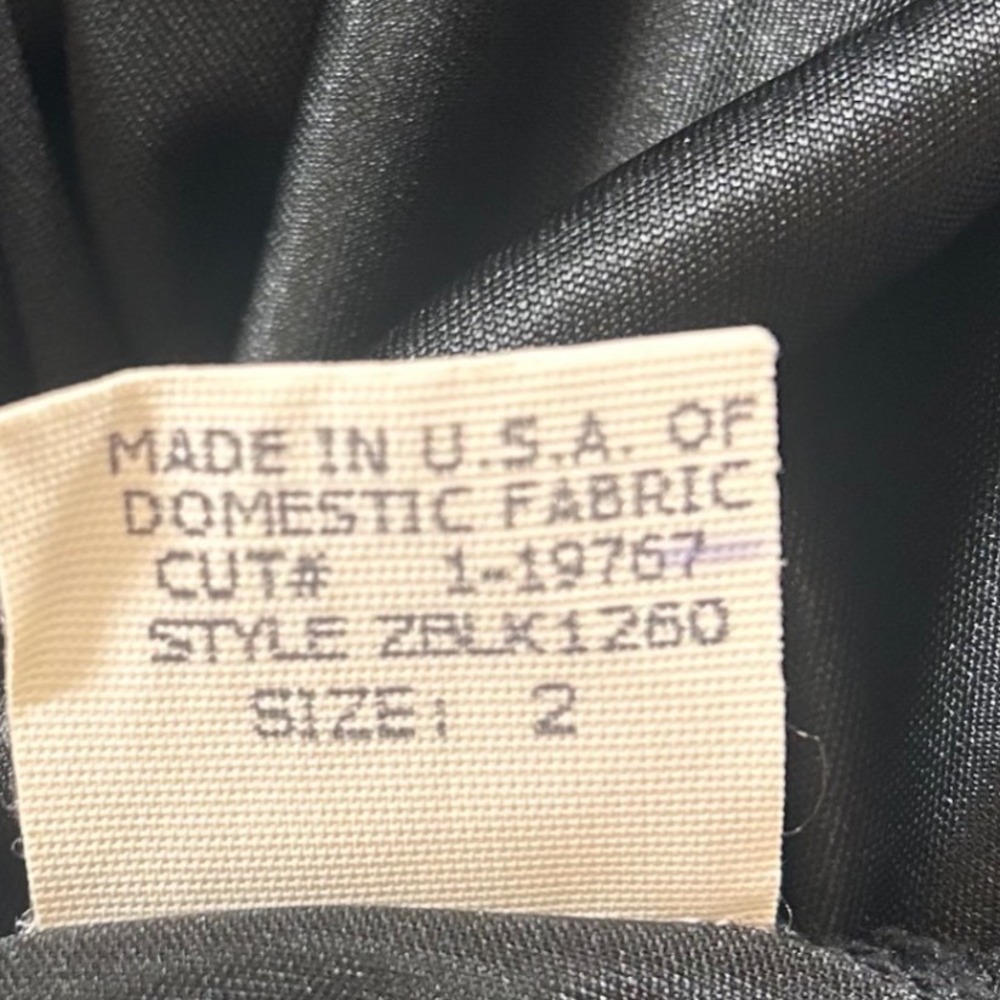 MADE IN U.S.A. OF
DOMESTIC FABRIC
CUT# 1-19767
STYLE ZBLK1260
SIZE: 2